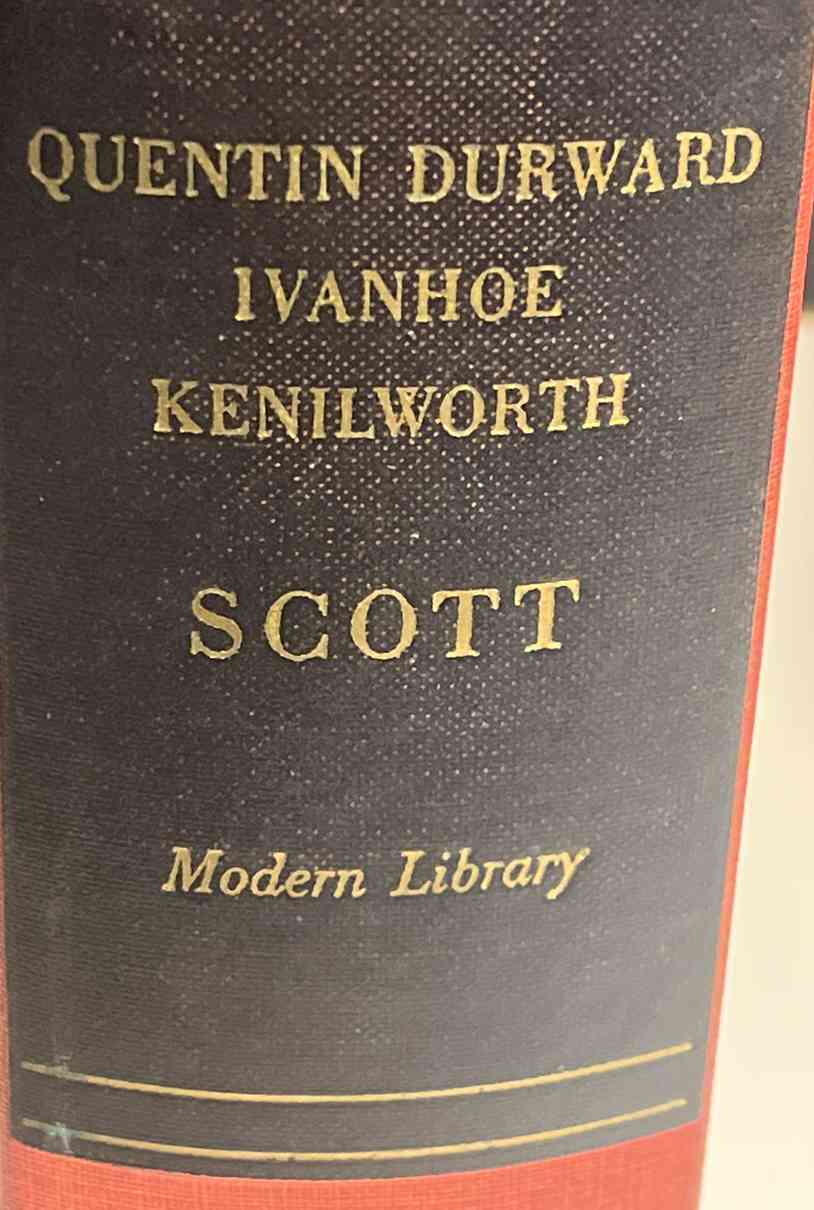 QUENTIN DURWARD
IVANHOE
KENILWORTH
SCOTT
Modern Library